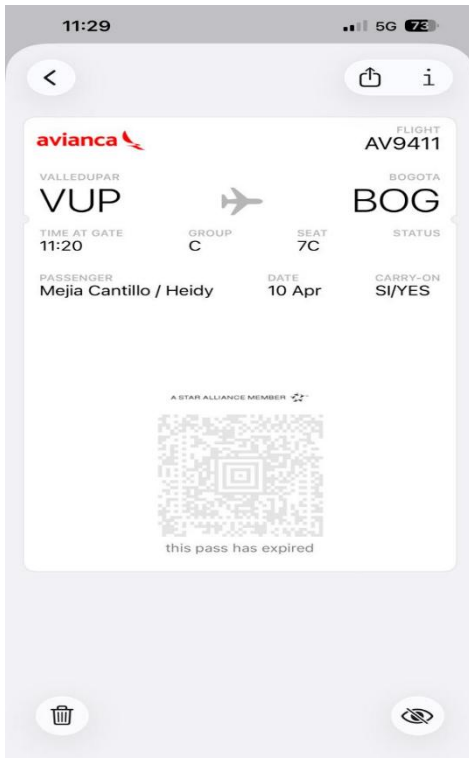 11:29 5G 73
avianca
FLIGHT
AV9411
VALLEDUPAR BOGOTA
VUP BOG
TIME AT GATE GROUP SEAT STATUS
11:20 C 7C
PASSENGER DATE CARRY-ON
Mejia Cantillo / Heidy 10 Apr SI/YES
A STAR ALLIANCE MEMBER
this pass has expired